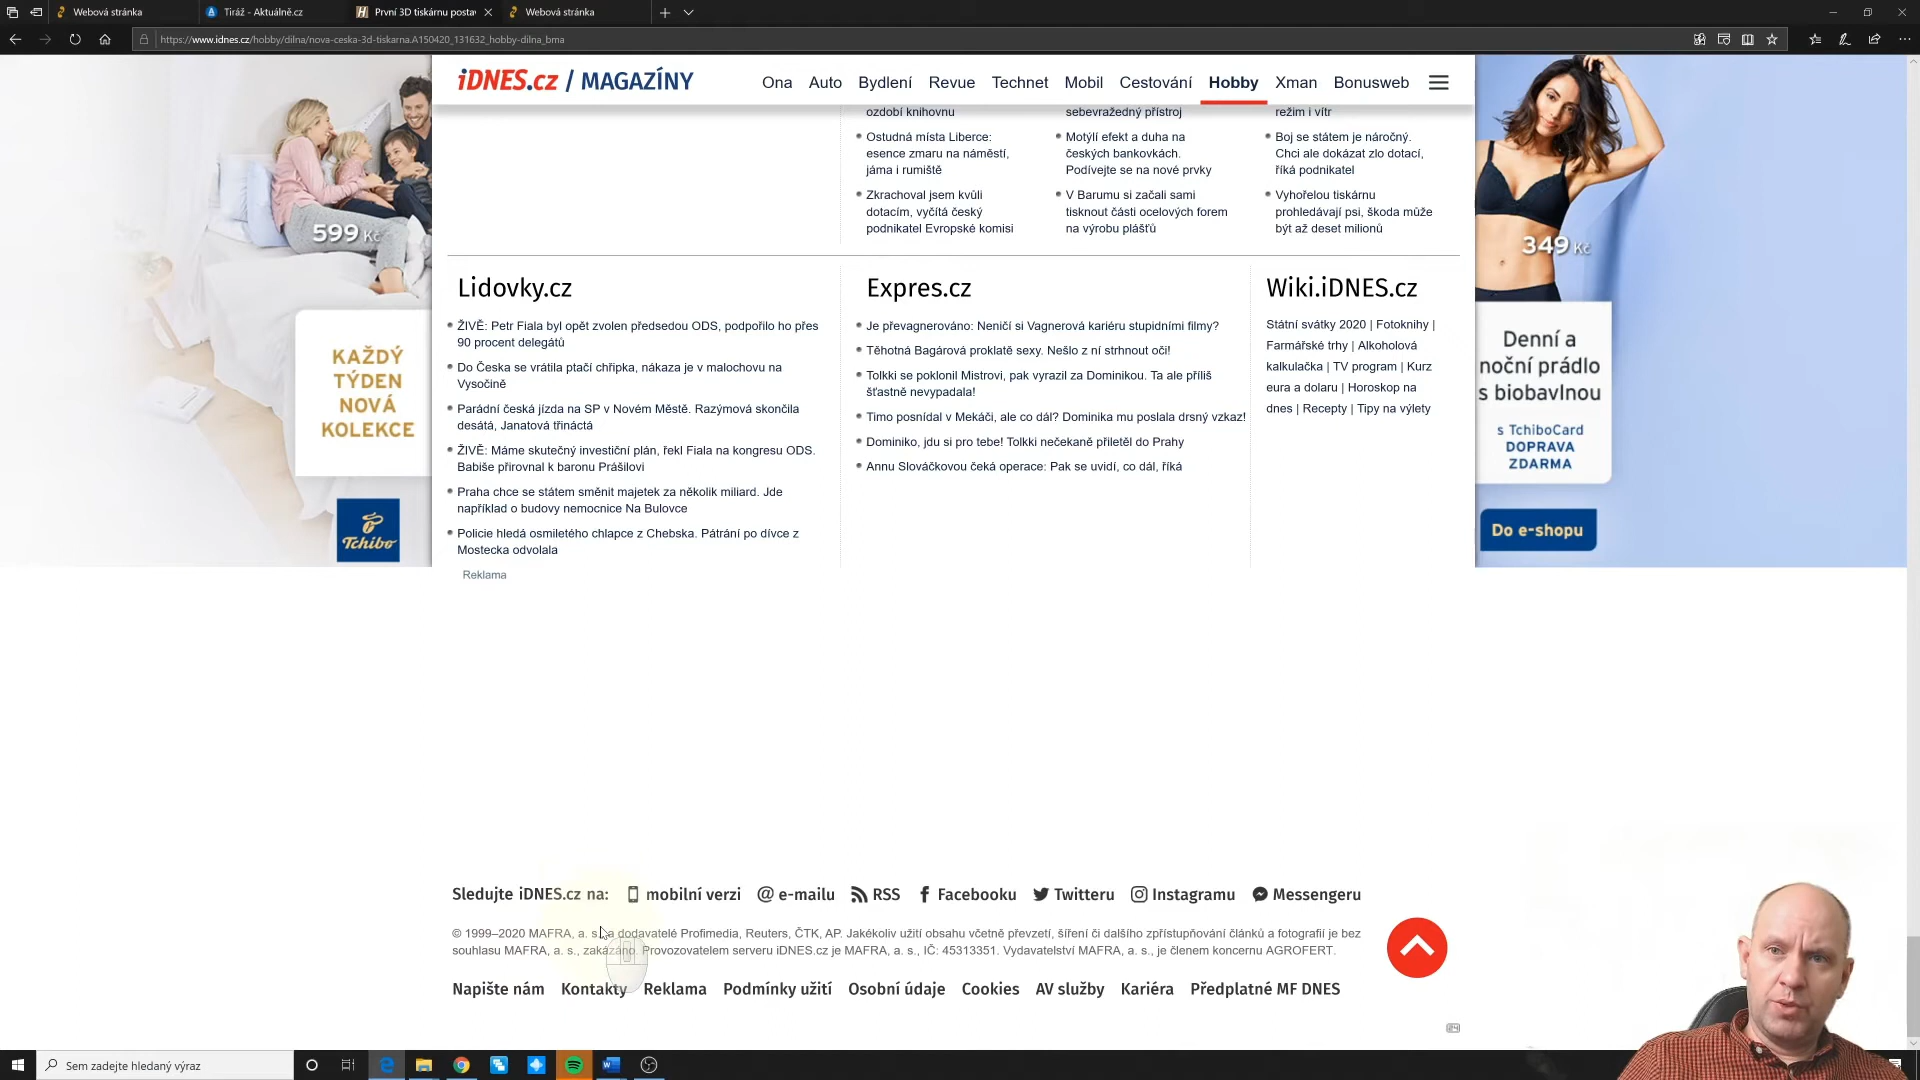 Webová stránka
Tiráž - Aktuálně.cz
První 3D tiskárnu postav
Webová stránka
https://www.idnes.cz/hobby/dilna/nova-ceska-3d-tiskarna.A150420_131632_hobby-dilna_bma
iDNES.cz / MAGAZÍNY
Ona Auto Bydlení Revue Technet Mobil Cestování Hobby Xman Bonusweb
599 Kč
KAŽDÝ
TÝDEN
NOVÁ
KOLEKCE
Tchibo
ozdobí knihovnu
Ostudná místa Liberce:
esence zmaru na náměstí,
jáma i rumiště
Zkrachoval jsem kvůli
dotacím, vyčítá český
podnikatel Evropské komisi
sebevražedný přístroj
Motýlí efekt a duha na
českých bankovkách.
Podívejte se na nové prvky
V Barumu si začali sami
tisknout části ocelových forem
na výrobu plášťů
režim i vítr
Boj se státem je náročný.
Chci ale dokázat zlo dotací,
říká podnikatel
Vyhořelou tiskárnu
prohledávají psi, škoda může
být až deset milionů
Lidovky.cz
ŽIVĚ: Petr Fiala byl opět zvolen předsedou ODS, podpořilo ho přes
90 procent delegátů
Do Česka se vrátila ptačí chřipka, nákaza je v malochovu na
Vysočině
Parádní česká jízda na SP v Novém Městě. Razýmová skončila
desátá, Janatová třináctá
ŽIVĚ: Máme skutečný investiční plán, řekl Fiala na kongresu ODS.
Babiše přirovnal k baronu Prášilovi
Praha chce se státem směnit majetek za několik miliard. Jde
například o budovy nemocnice Na Bulovce
Policie hledá osmiletého chlapce z Chebska. Pátrání po dívce z
Mostecka odvolala
Reklama
Expres.cz
Je převagnerováno: Neničí si Vagnerová kariéru stupidními filmy?
Těhotná Bagárová proklatě sexy. Nešlo z ní strhnout oči!
Tolkki se poklonil Mistrovi, pak vyrazil za Dominikou. Ta ale příliš
šťastně nevypadala!
Timo posnídal v Mekáči, ale co dál? Dominika mu poslala drsný vzkaz!
Dominiko, jdu si pro tebe! Tolkki nečekaně přiletěl do Prahy
Annu Slováčkovou čeká operace: Pak se uvidí, co dál, říká
Wiki.iDNES.cz
Státní svátky 2020 | Fotoknihy |
Farmářské trhy | Alkoholová
kalkulačka | TV program | Kurz
eura a dolaru | Horoskop na
dnes | Recepty | Tipy na výlety
349 Kč
Denní a
noční prádlo
s biobavlnou
s TchiboCard
DOPRAVA
ZDARMA
Do e-shopu
Sledujte iDNES.cz na: mobilní verzi e-mailu RSS Facebooku Twitteru Instagramu Messengeru
© 1999–2020 MAFRA, a. s., a dodavatelé Profimedia, Reuters, ČTK, AP. Jakékoliv užití obsahu včetně převzetí, šíření či dalšího zpřístupňování článků a fotografií je bez
souhlasu MAFRA, a. s., zakázáno. Provozovatelem serveru iDNES.cz je MAFRA, a. s., IČ: 45313351. Vydavatelství MAFRA, a. s., je členem koncernu AGROFERT.
Napište nám Kontakty Reklama Podmínky užití Osobní údaje Cookies AV služby Kariéra Předplatné MF DNES
Sem zadejte hledaný výraz